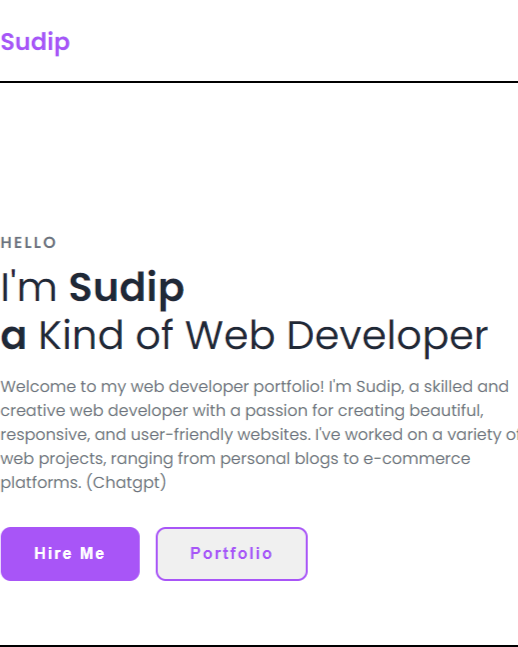 Sudip
HELLO
I'm Sudip
a Kind of Web Developer
Welcome to my web developer portfolio! I'm Sudip, a skilled and
creative web developer with a passion for creating beautiful,
responsive, and user-friendly websites. I've worked on a variety of
web projects, ranging from personal blogs to e-commerce
platforms. (Chatgpt)
Hire Me
Portfolio